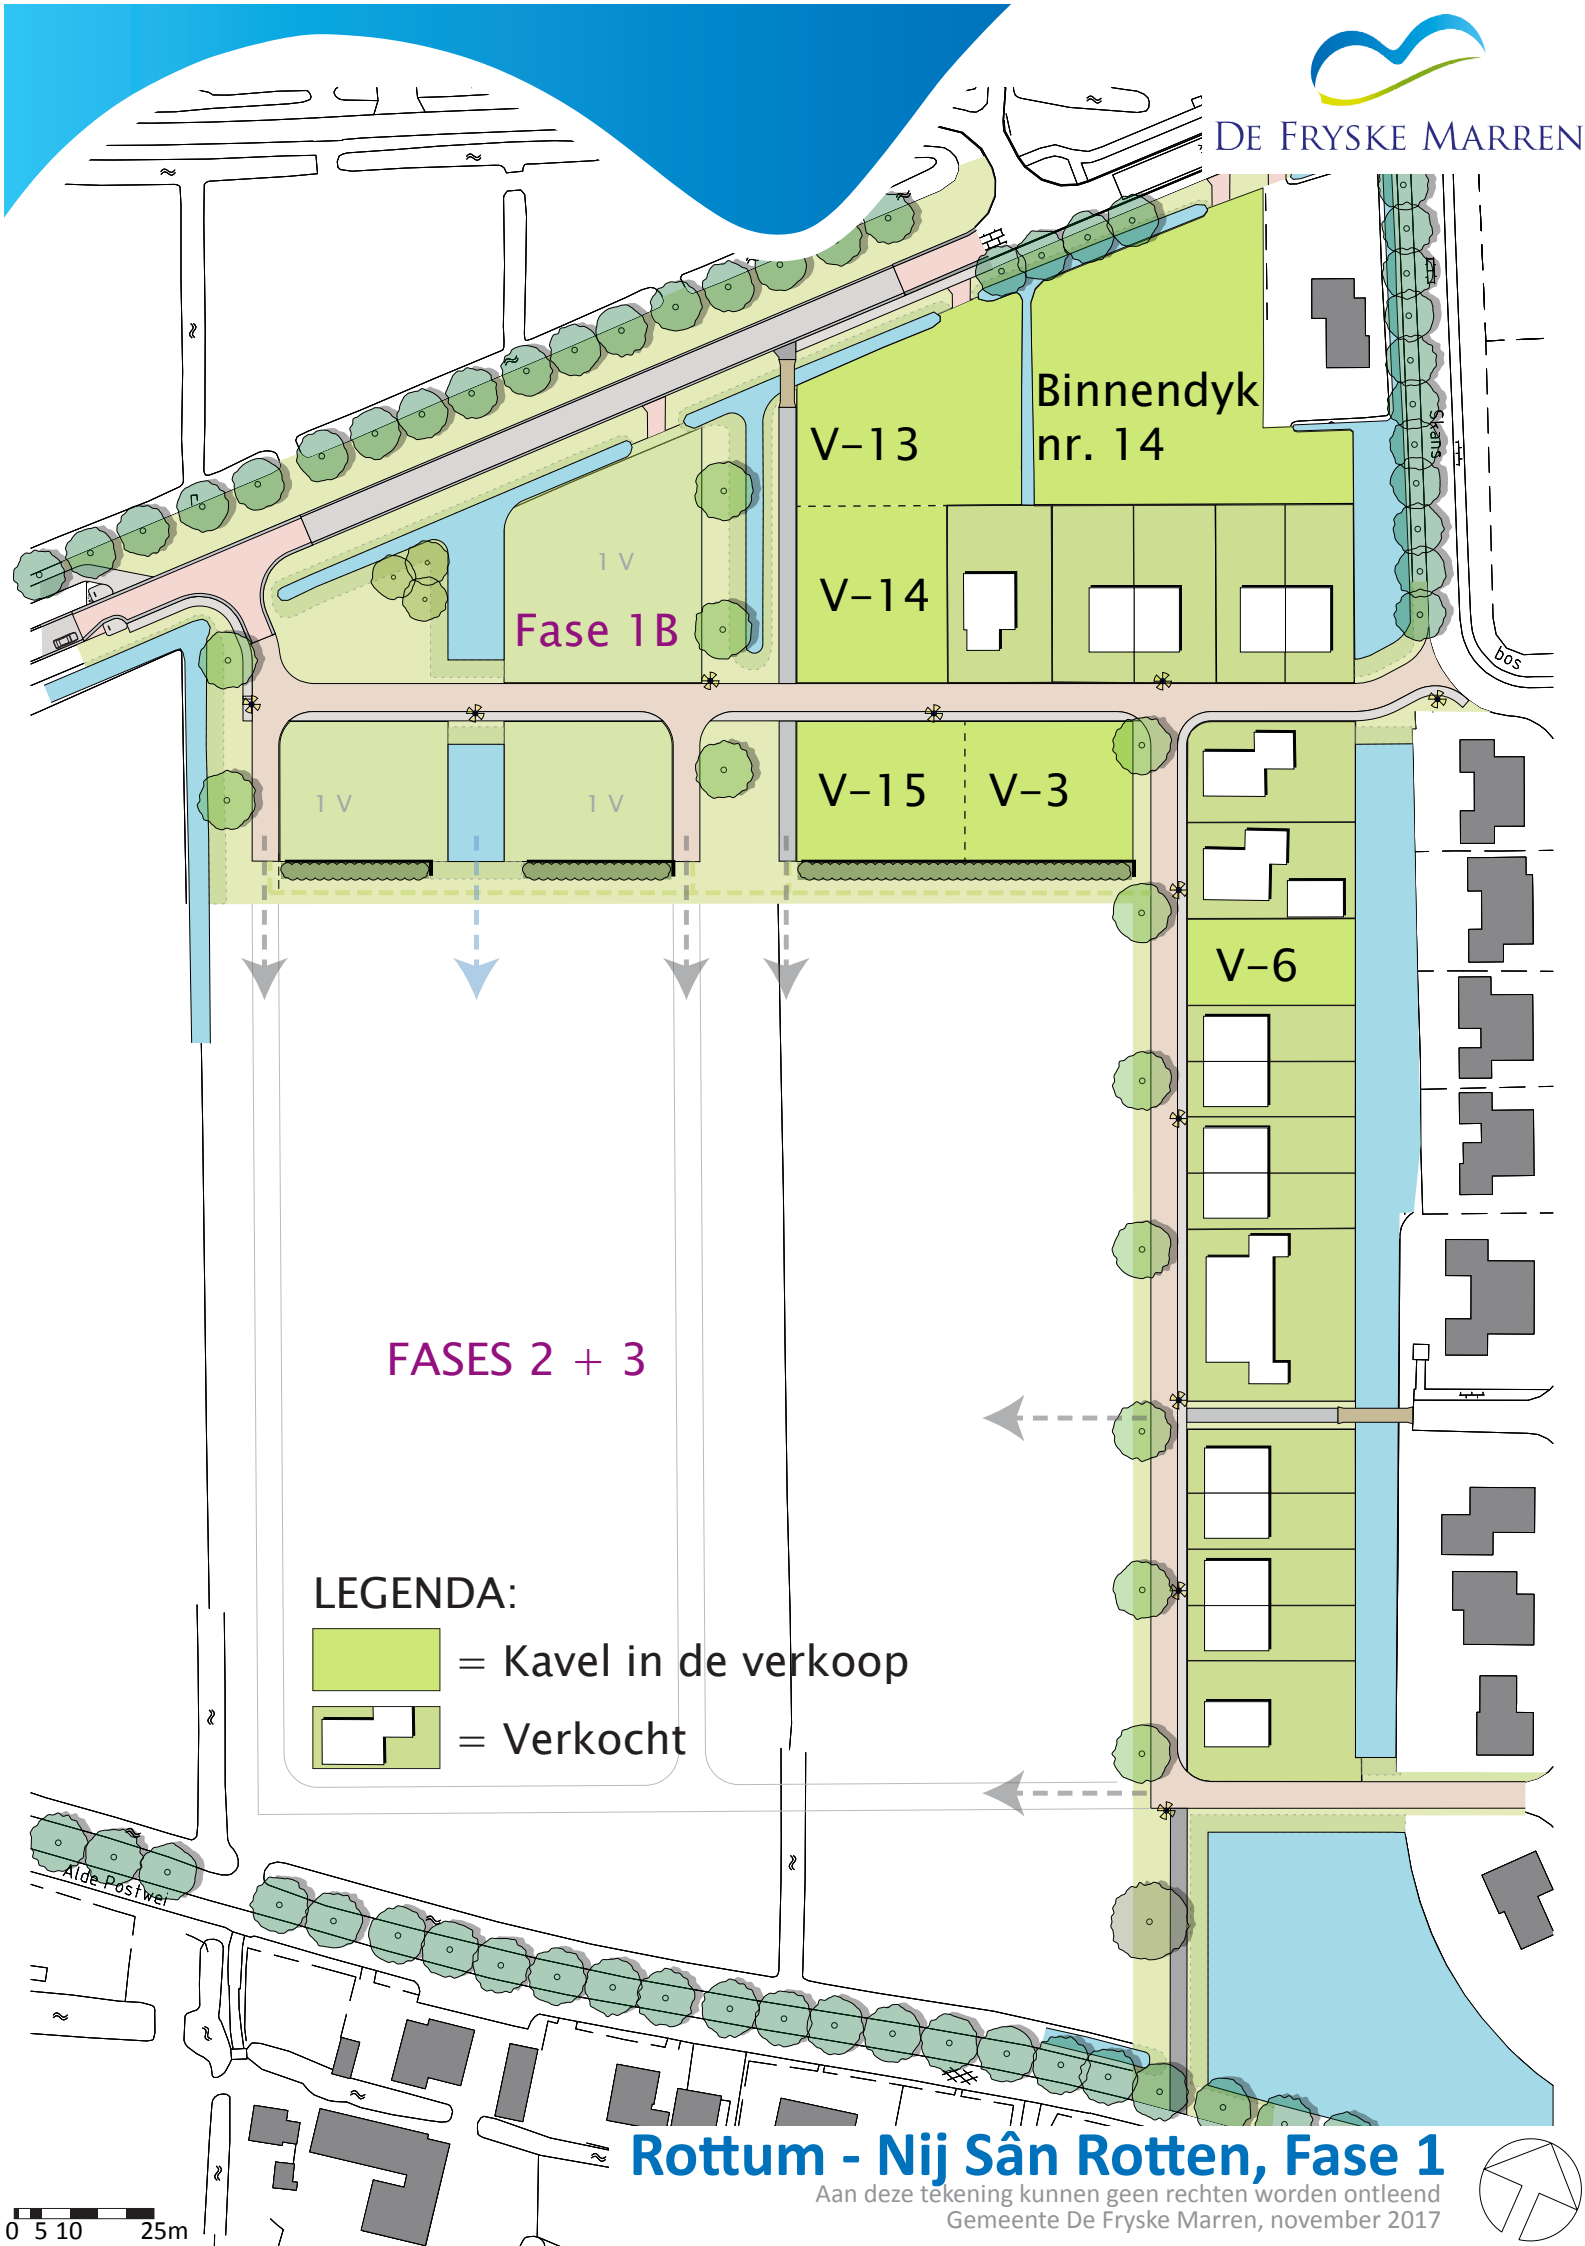 DE FRYSKE MARREN
Skans
Binnendyk
nr. 14
V-13
1 V
Fase 1B
V-14
bos
1 V
1 V
V-15
V-3
V-6
FASES 2 + 3
LEGENDA:
= Kavel in de verkoop
= Verkocht
Alde Postwei
Rottum - Nij Sân Rotten, Fase 1
Aan deze tekening kunnen geen rechten worden ontleend
Gemeente De Fryske Marren, november 2017
0 5 10 25m